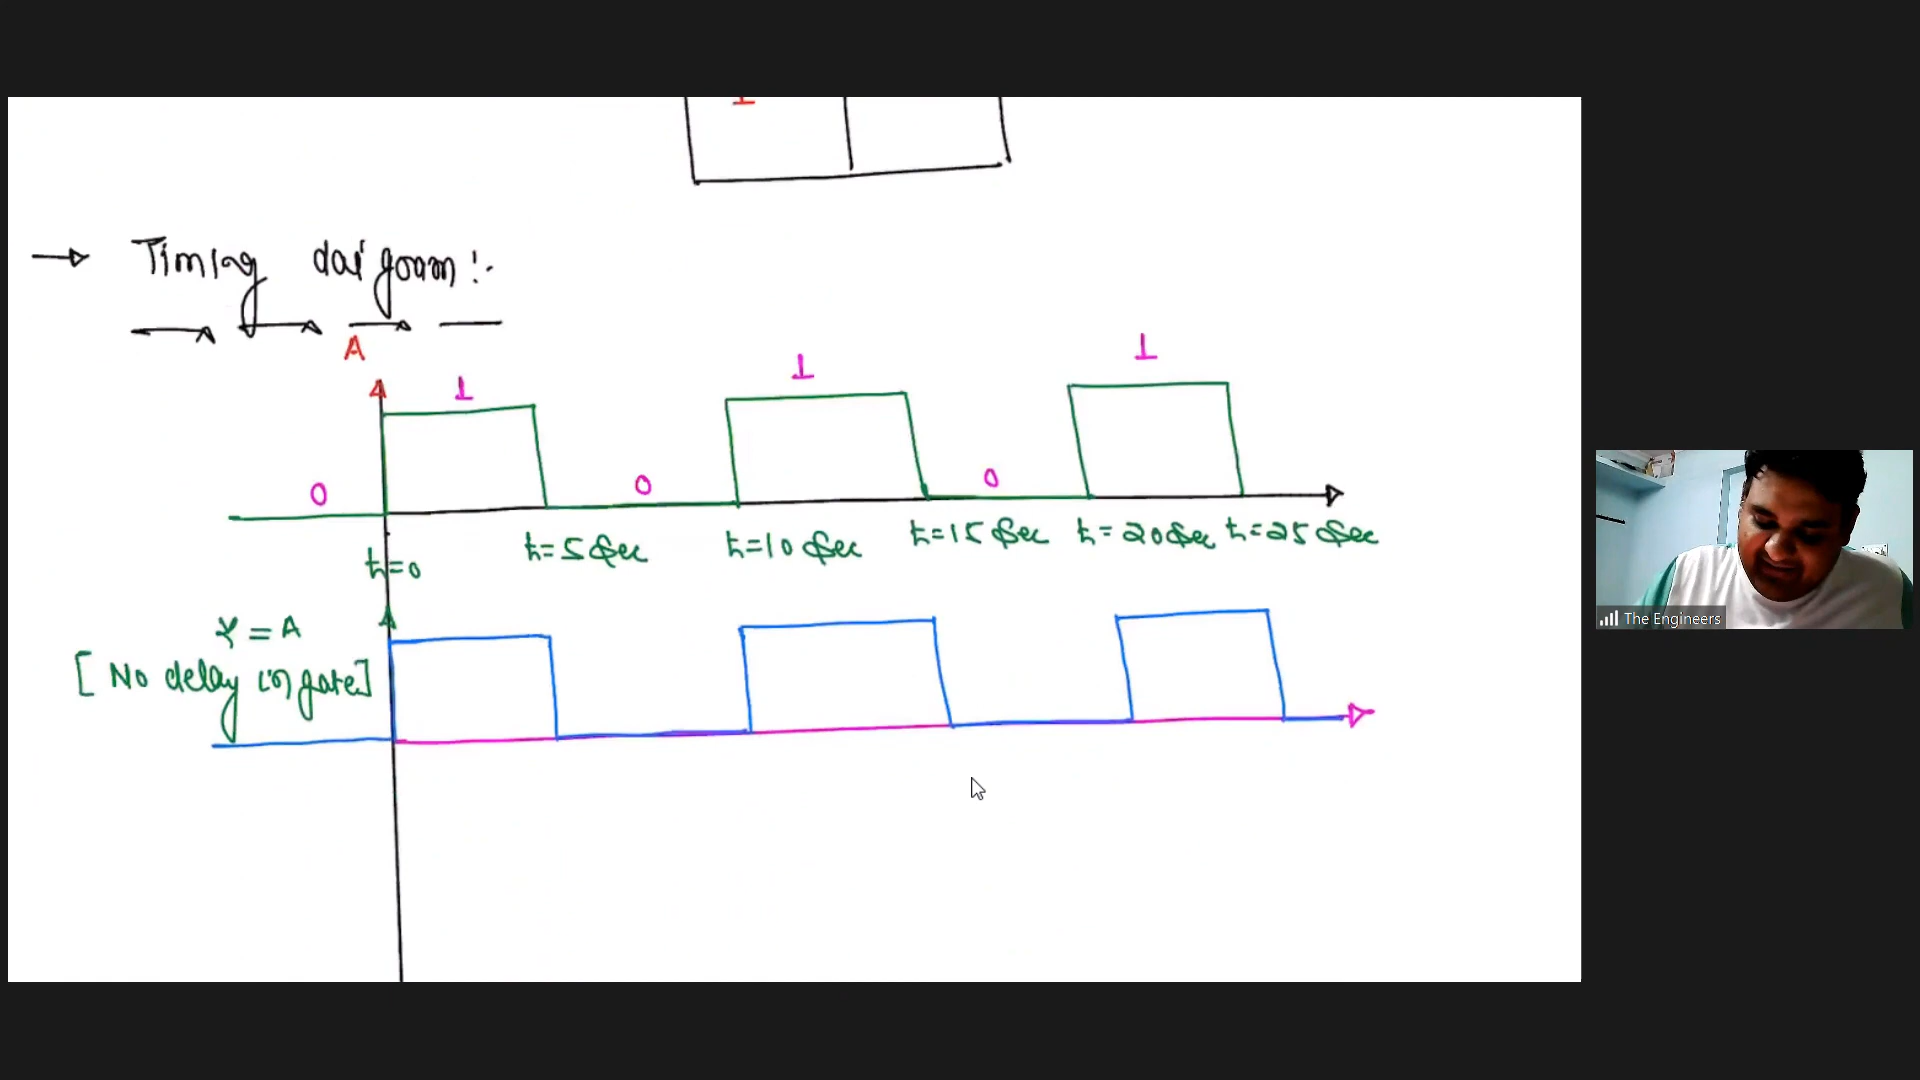 1
→ Timing daigram:-
A
1 1 1
0 0 0
t=0 t=5 sec t=10 sec t=15 sec t=20 sec t=25 sec
Y = A
[No delay in gate]
The Engineers